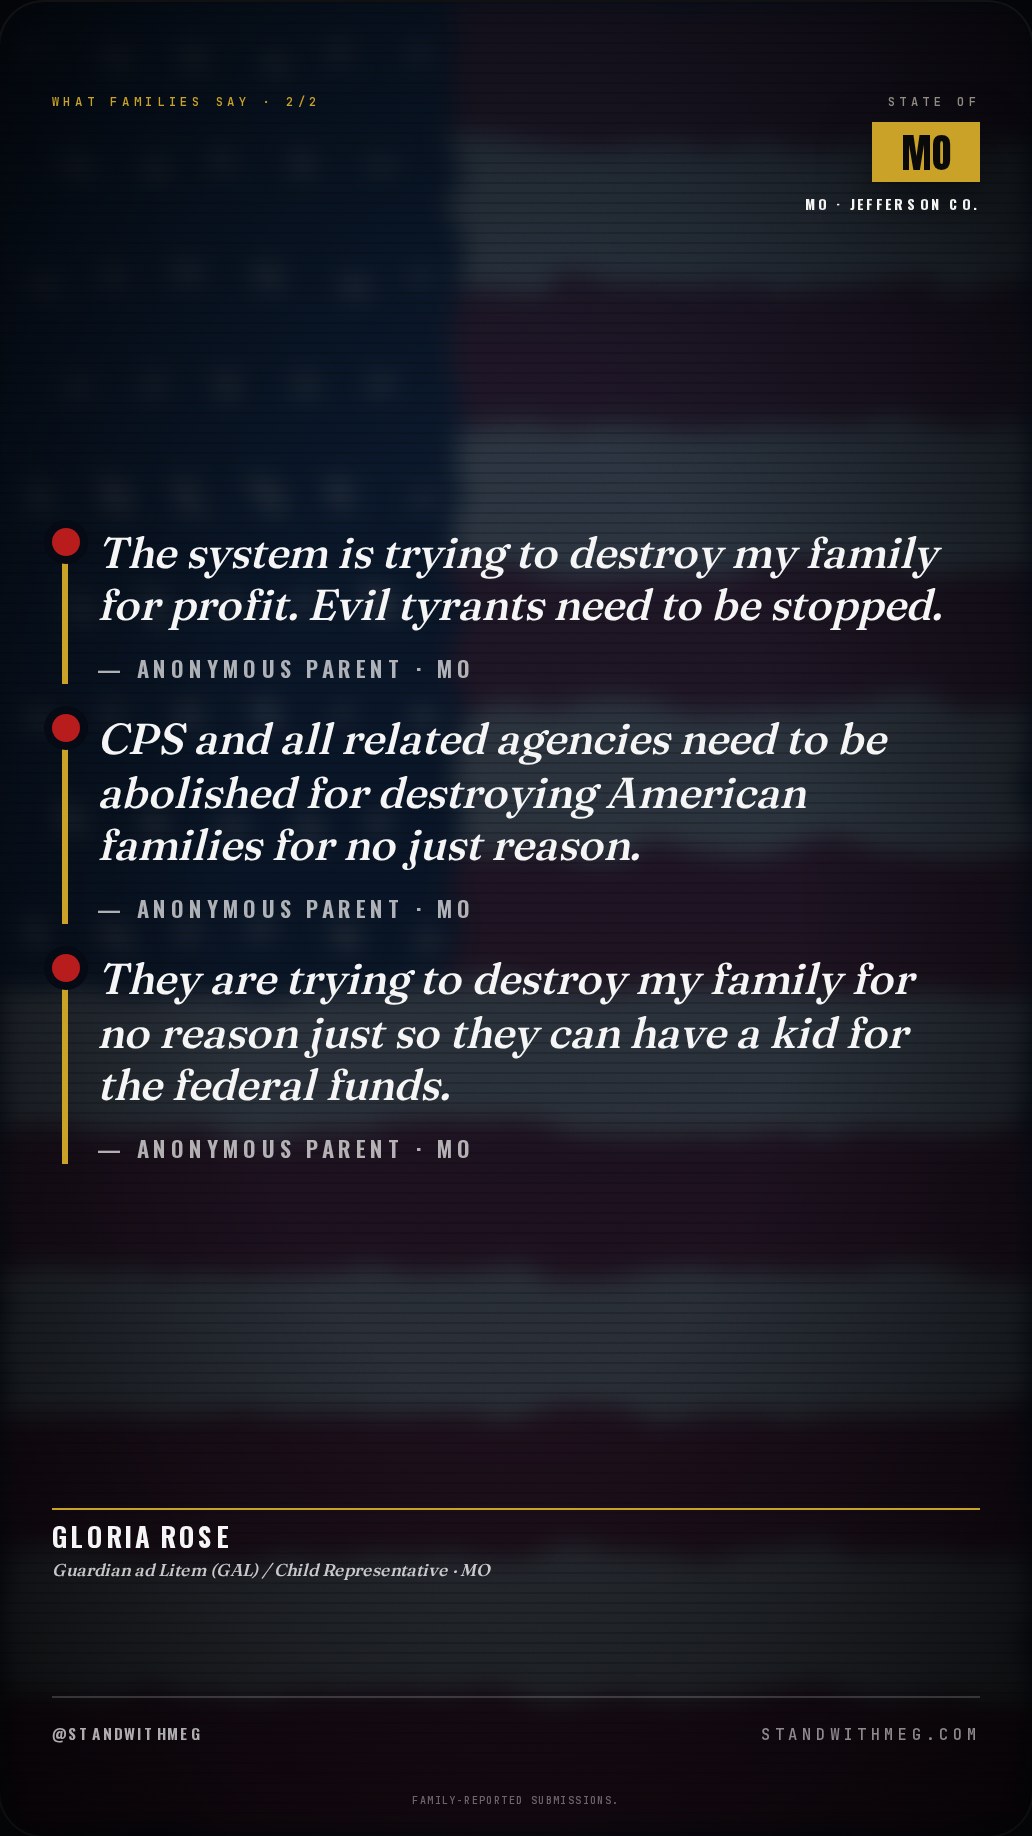 WHAT FAMILIES SAY · 2/2
STATE OF
MO
MO · JEFFERSON CO.
The system is trying to destroy my family
for profit. Evil tyrants need to be stopped.
— ANONYMOUS PARENT · MO
CPS and all related agencies need to be
abolished for destroying American
families for no just reason.
— ANONYMOUS PARENT · MO
They are trying to destroy my family for
no reason just so they can have a kid for
the federal funds.
— ANONYMOUS PARENT · MO
GLORIA ROSE
Guardian ad Litem (GAL) / Child Representative · MO
@STANDWITHMEG
STANDWITHMEG.COM
FAMILY-REPORTED SUBMISSIONS.